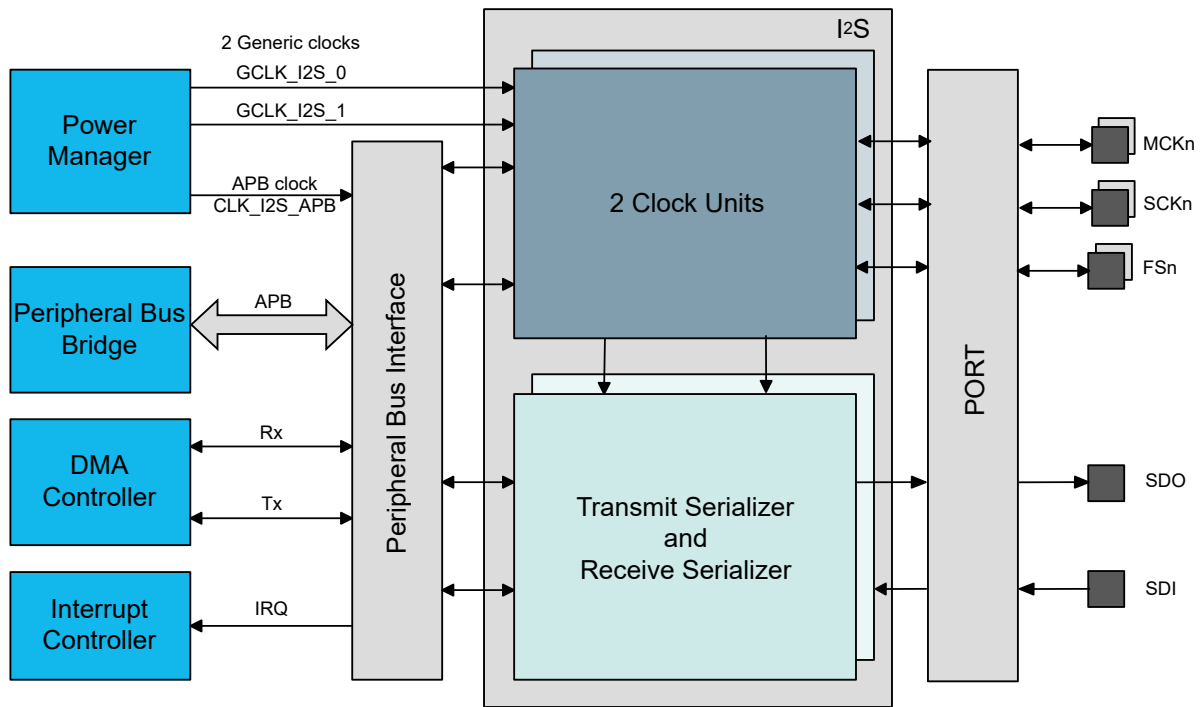 I2S
2 Generic clocks
GCLK_I2S_0
GCLK_I2S_1
Power
Manager
APB clock
CLK_I2S_APB
Peripheral Bus
Bridge
APB
DMA
Controller
Rx
Tx
Interrupt
Controller
IRQ
Peripheral Bus Interface
2 Clock Units
Transmit Serializer
and
Receive Serializer
PORT
MCKn
SCKn
FSn
SDO
SDI